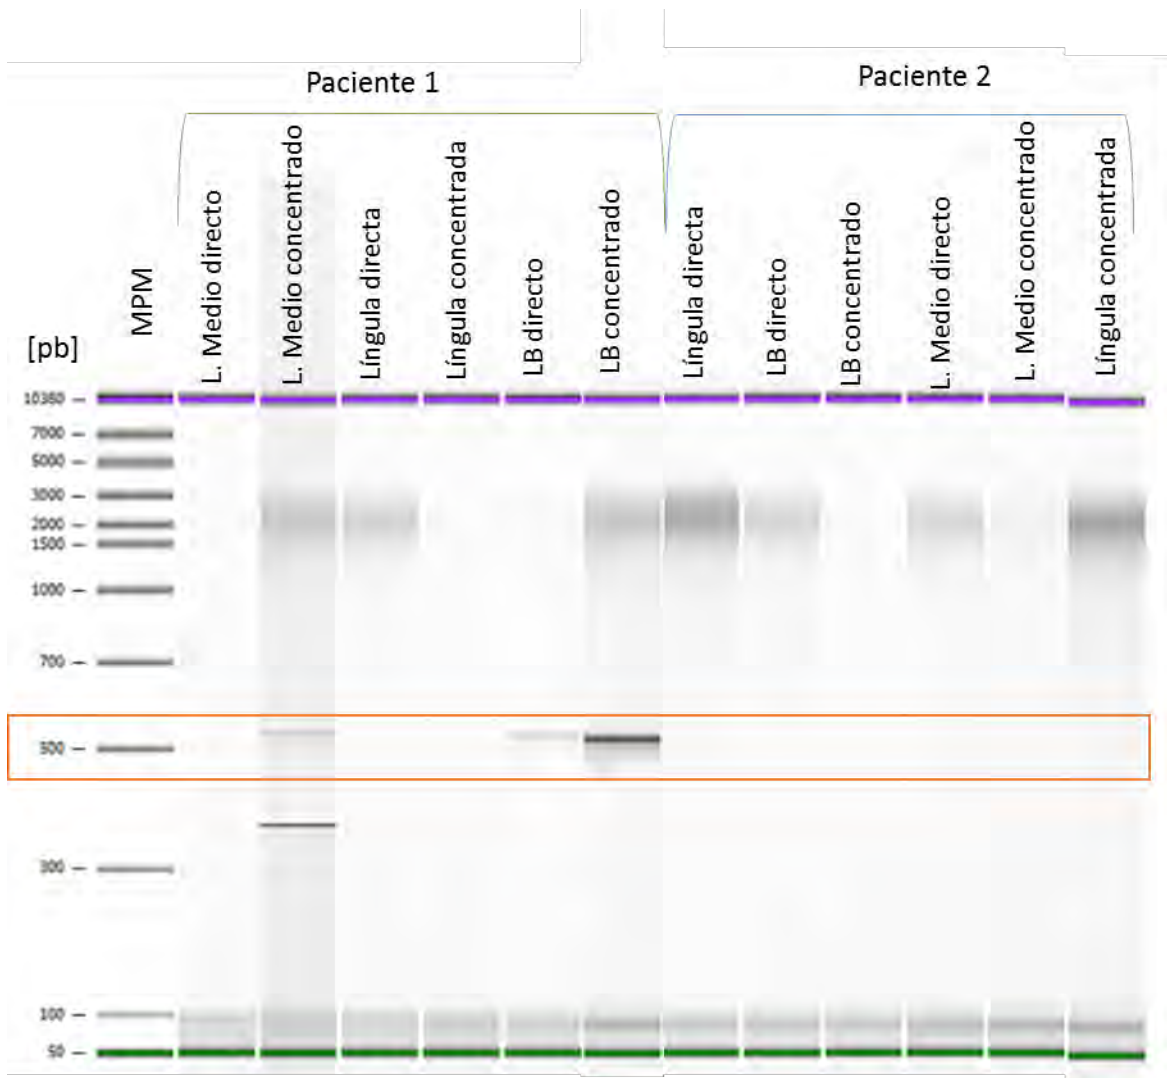 Paciente 1
Paciente 2
[pb]
MPM
L. Medio directo
L. Medio concentrado
Língula directa
Língula concentrada
LB directo
LB concentrado
Língula directa
LB directo
LB concentrado
L. Medio directo
L. Medio concentrado
Língula concentrada
10380
7000
5000
3000
2000
1500
1000
700
500
300
100
50